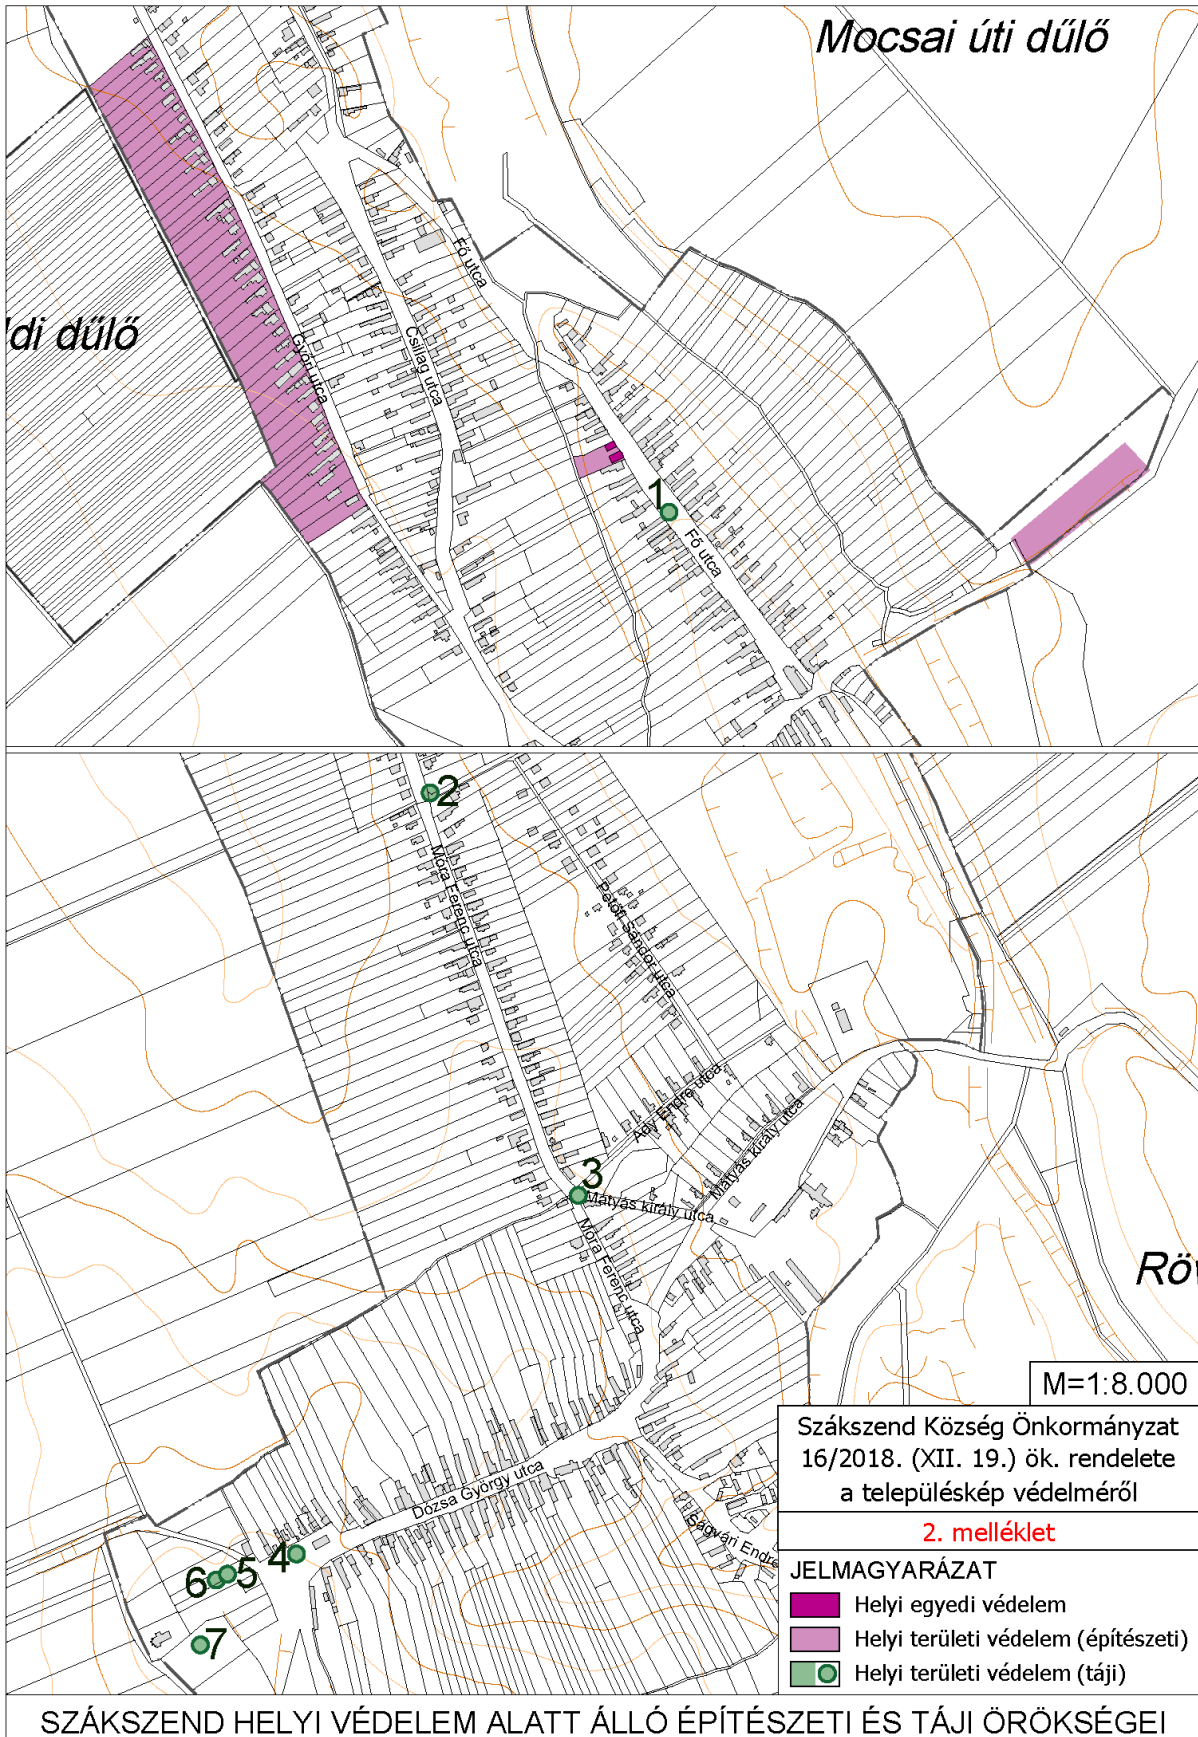 Mocsai úti dűlő
Fő utca
ldi dűlő
Győri utca
Csillag utca
1
Fő utca
2
Móra Ferenc utca
Petőfi Sándor utca
Ady Endre utca
Mátyás király utca
3
Mátyás király utca
Móra Ferenc utca
Röv
M=1:8.000
Szákszend Község Önkormányzat
16/2018. (XII. 19.) ök. rendelete
a településkép védelméről
2. melléklet
Dózsa György utca
Ságvári Endre
4
5
6
7
JELMAGYARÁZAT
Helyi egyedi védelem
Helyi területi védelem (építészeti)
Helyi területi védelem (táji)
SZÁKSZEND HELYI VÉDELEM ALATT ÁLLÓ ÉPÍTÉSZETI ÉS TÁJI ÖRÖKSÉGEI